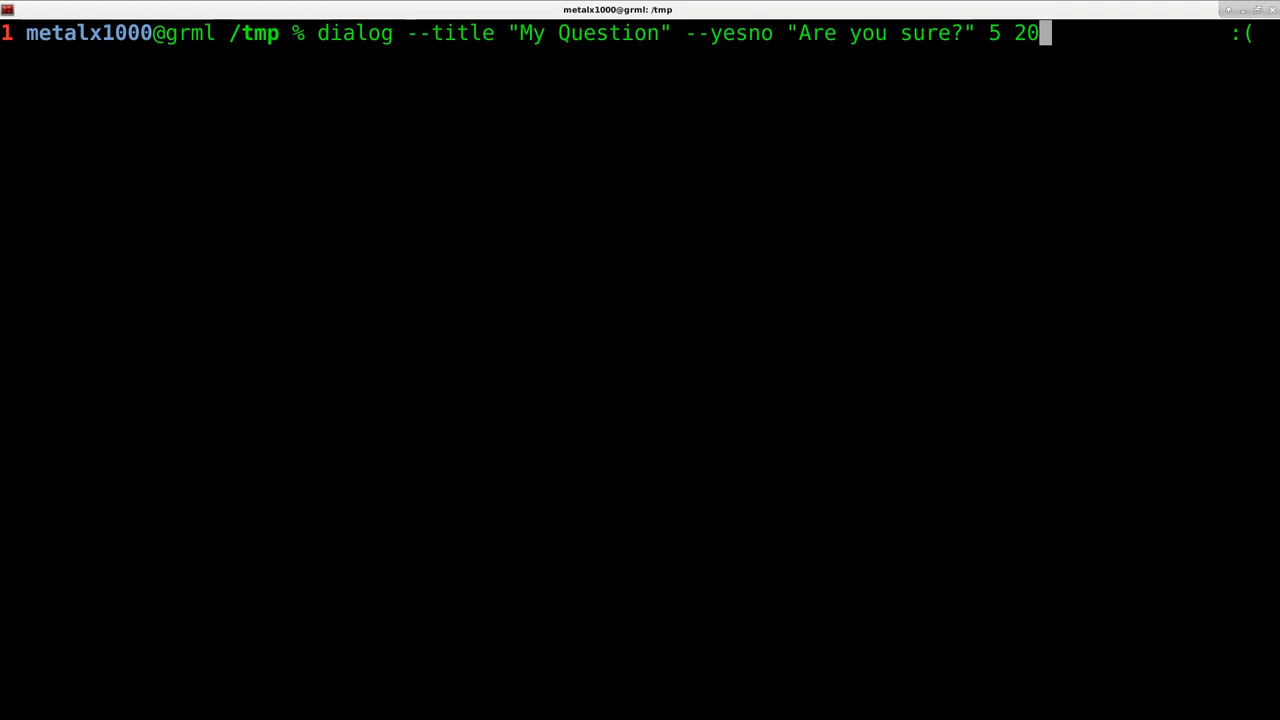 metalx1000@grml: /tmp
1 metalx1000@grml /tmp % dialog --title "My Question" --yesno "Are you sure?" 5 20 :(